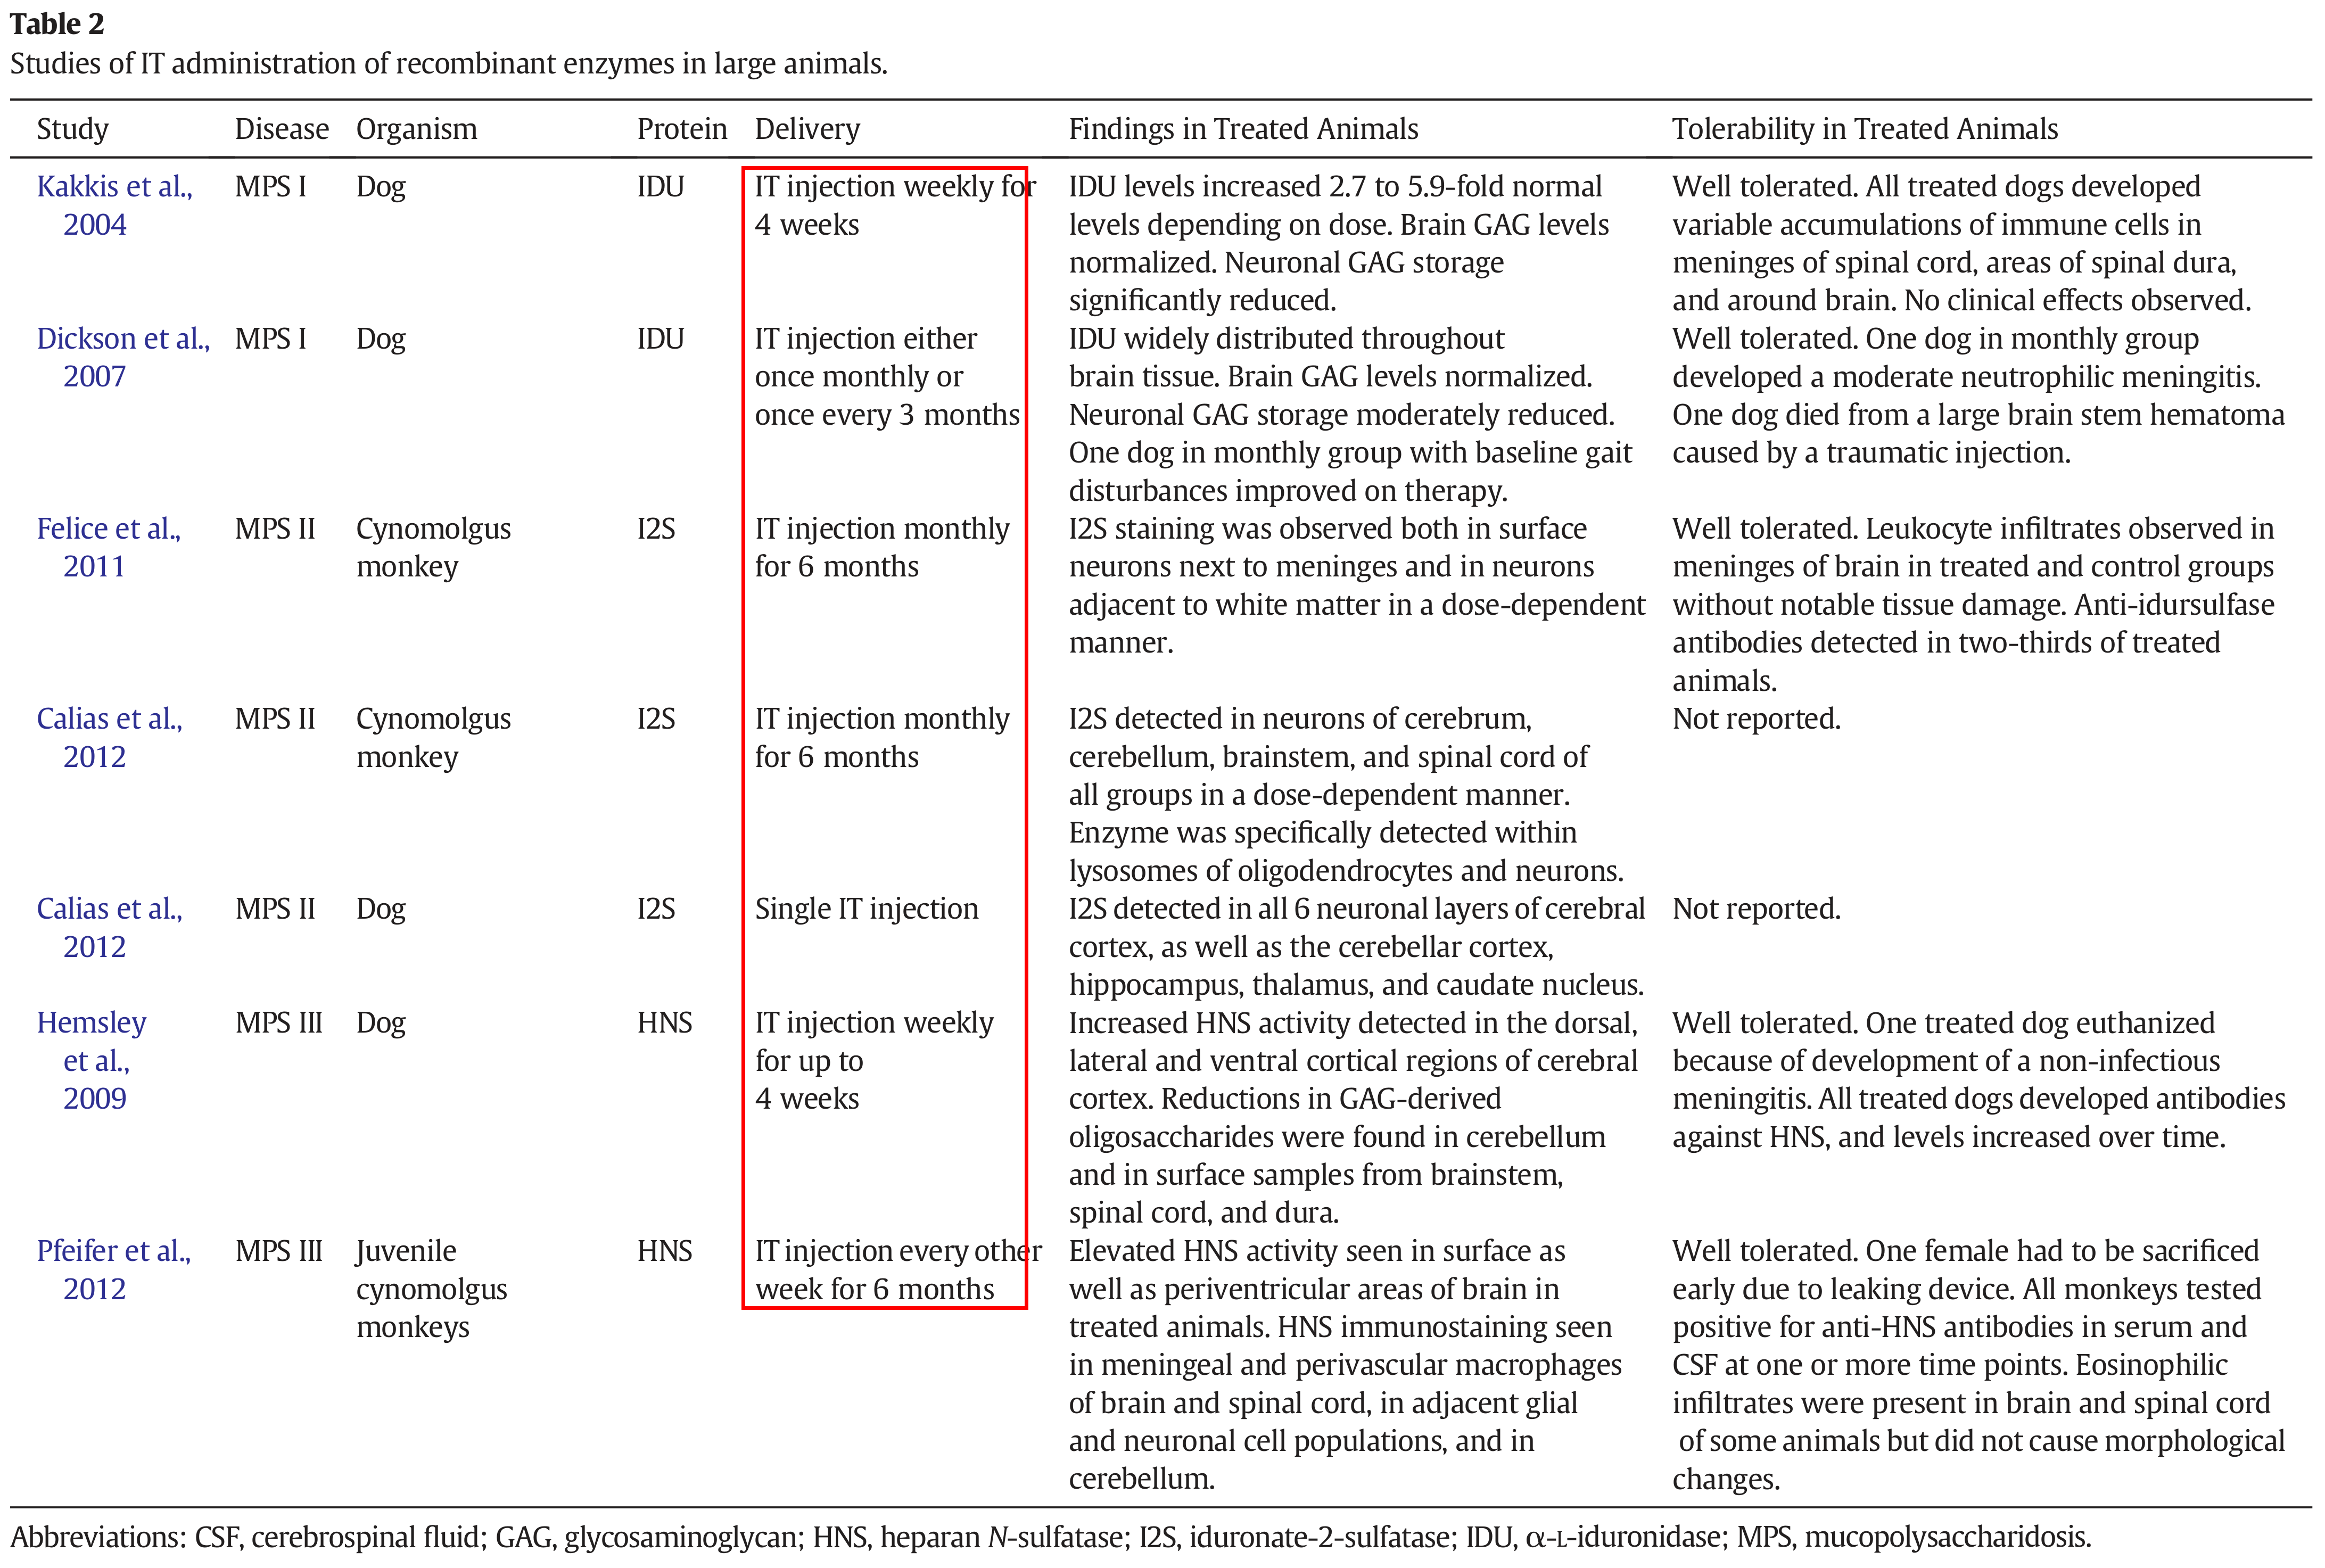 Table 2
Studies of IT administration of recombinant enzymes in large animals.
Study Disease Organism Protein Delivery Findings in Treated Animals Tolerability in Treated Animals
Kakkis et al., MPS I Dog IDU IT injection weekly for IDU levels increased 2.7 to 5.9-fold normal Well tolerated. All treated dogs developed
2004 4 weeks levels depending on dose. Brain GAG levels variable accumulations of immune cells in
normalized. Neuronal GAG storage meninges of spinal cord, areas of spinal dura,
significantly reduced. and around brain. No clinical effects observed.
Dickson et al., MPS I Dog IDU IT injection either IDU widely distributed throughout Well tolerated. One dog in monthly group
2007 once monthly or brain tissue. Brain GAG levels normalized. developed a moderate neutrophilic meningitis.
once every 3 months Neuronal GAG storage moderately reduced. One dog died from a large brain stem hematoma
One dog in monthly group with baseline gait caused by a traumatic injection.
disturbances improved on therapy.
Felice et al., MPS II Cynomolgus I2S IT injection monthly I2S staining was observed both in surface Well tolerated. Leukocyte infiltrates observed in
2011 monkey for 6 months neurons next to meninges and in neurons meninges of brain in treated and control groups
adjacent to white matter in a dose-dependent without notable tissue damage. Anti-idursulfase
manner. antibodies detected in two-thirds of treated
animals.
Calias et al., MPS II Cynomolgus I2S IT injection monthly I2S detected in neurons of cerebrum, Not reported.
2012 monkey for 6 months cerebellum, brainstem, and spinal cord of
all groups in a dose-dependent manner.
Enzyme was specifically detected within
lysosomes of oligodendrocytes and neurons.
Calias et al., MPS II Dog I2S Single IT injection I2S detected in all 6 neuronal layers of cerebral Not reported.
2012 cortex, as well as the cerebellar cortex,
hippocampus, thalamus, and caudate nucleus.
Hemsley MPS III Dog HNS IT injection weekly Increased HNS activity detected in the dorsal, Well tolerated. One treated dog euthanized
et al., for up to lateral and ventral cortical regions of cerebral because of development of a non-infectious
2009 4 weeks cortex. Reductions in GAG-derived meningitis. All treated dogs developed antibodies
oligosaccharides were found in cerebellum against HNS, and levels increased over time.
and in surface samples from brainstem,
spinal cord, and dura.
Pfeifer et al., MPS III Juvenile HNS IT injection every other Elevated HNS activity seen in surface as Well tolerated. One female had to be sacrificed
2012 cynomolgus week for 6 months well as periventricular areas of brain in early due to leaking device. All monkeys tested
monkeys treated animals. HNS immunostaining seen positive for anti-HNS antibodies in serum and
in meningeal and perivascular macrophages CSF at one or more time points. Eosinophilic
of brain and spinal cord, in adjacent glial infiltrates were present in brain and spinal cord
and neuronal cell populations, and in of some animals but did not cause morphological
cerebellum. changes.
Abbreviations: CSF, cerebrospinal fluid; GAG, glycosaminoglycan; HNS, heparan N-sulfatase; I2S, iduronate-2-sulfatase; IDU, α-L-iduronidase; MPS, mucopolysaccharidosis.